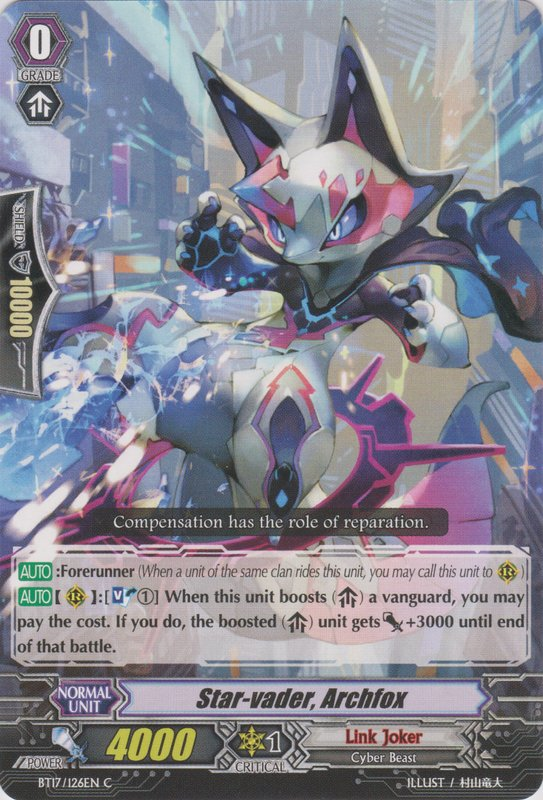 0
GRADE
SHIELD
10000
Compensation has the role of reparation.
AUTO :Forerunner (When a unit of the same clan rides this unit, you may call this unit to R)
AUTO【 R 】:[V ①] When this unit boosts ( ) a vanguard, you may
pay the cost. If you do, the boosted ( ) unit gets +3000 until end
of that battle.
NORMAL
UNIT
Star-vader, Archfox
POWER
4000
1
CRITICAL
Link Joker
Cyber Beast
BT17/126EN C
ILLUST / 村山竜大